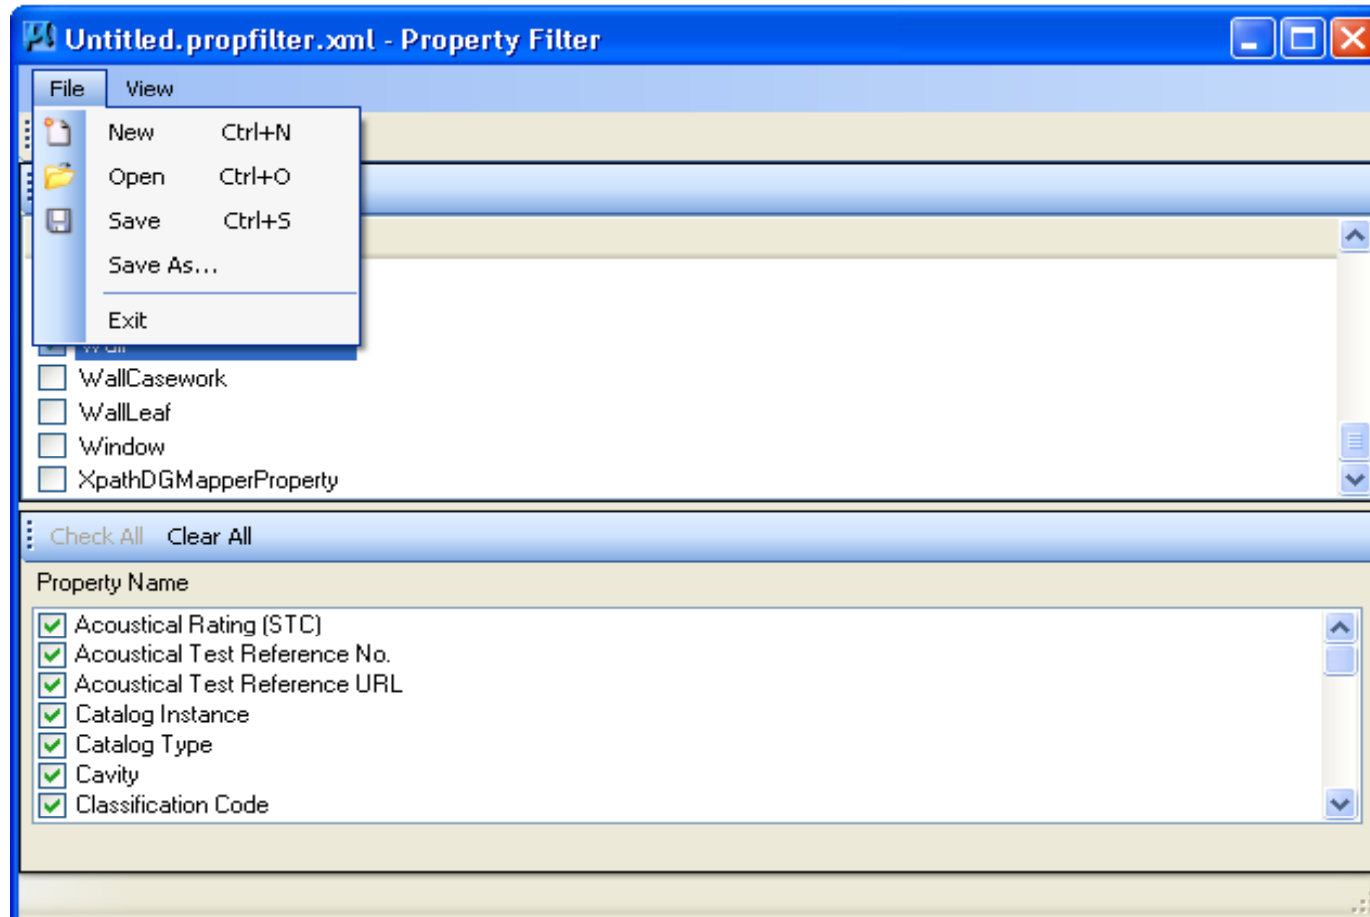 Untitled.propfilter.xml - Property Filter
File View
New Ctrl+N
Open Ctrl+O
Save Ctrl+S
Save As...
Exit
Wall
WallCasework
WallLeaf
Window
XpathDGMapperProperty
Check All Clear All
Property Name
Acoustical Rating (STC)
Acoustical Test Reference No.
Acoustical Test Reference URL
Catalog Instance
Catalog Type
Cavity
Classification Code